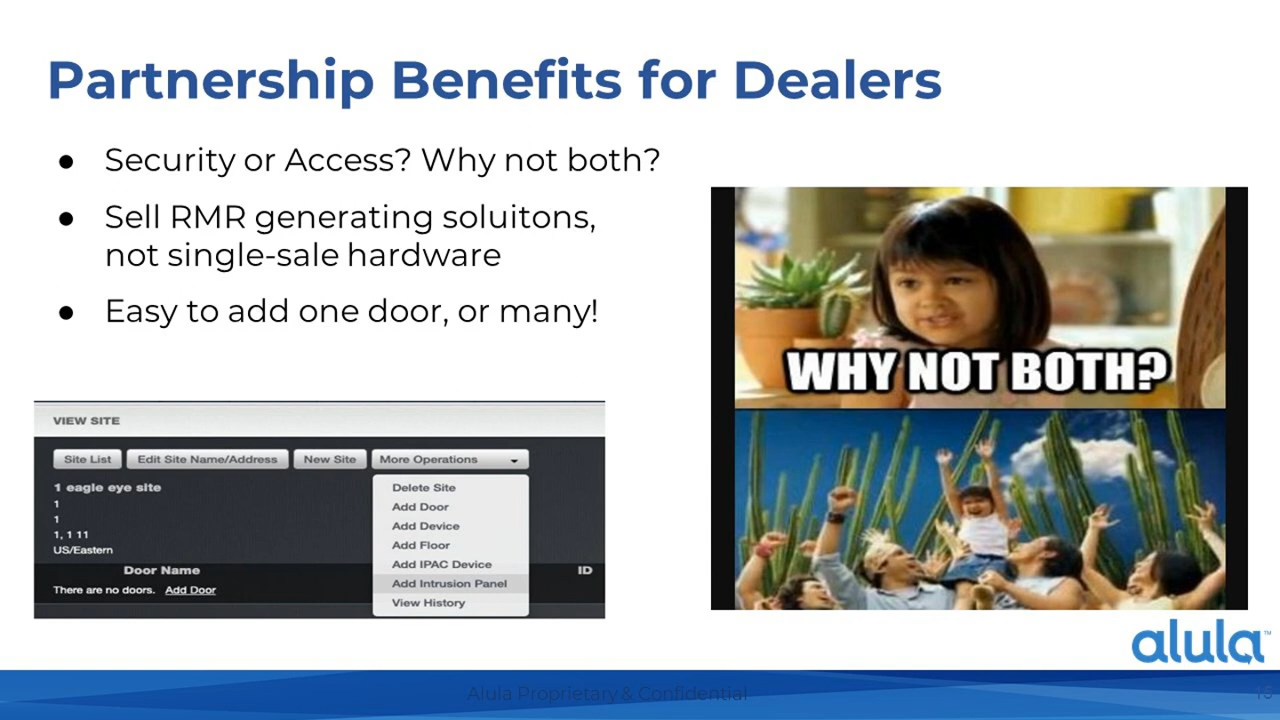 Partnership Benefits for Dealers
● Security or Access? Why not both?
● Sell RMR generating soluitons,
not single-sale hardware
● Easy to add one door, or many!
WHY NOT BOTH?
VIEW SITE
Site List Edit Site Name/Address New Site More Operations
1 eagle eye site
1
1
1, 1 11
US/Eastern
Delete Site
Add Door
Add Device
Add Floor
Add IPAC Device
Add Intrusion Panel
View History
Door Name ID
There are no doors. Add Door
alula™
Alula Proprietary & Confidential